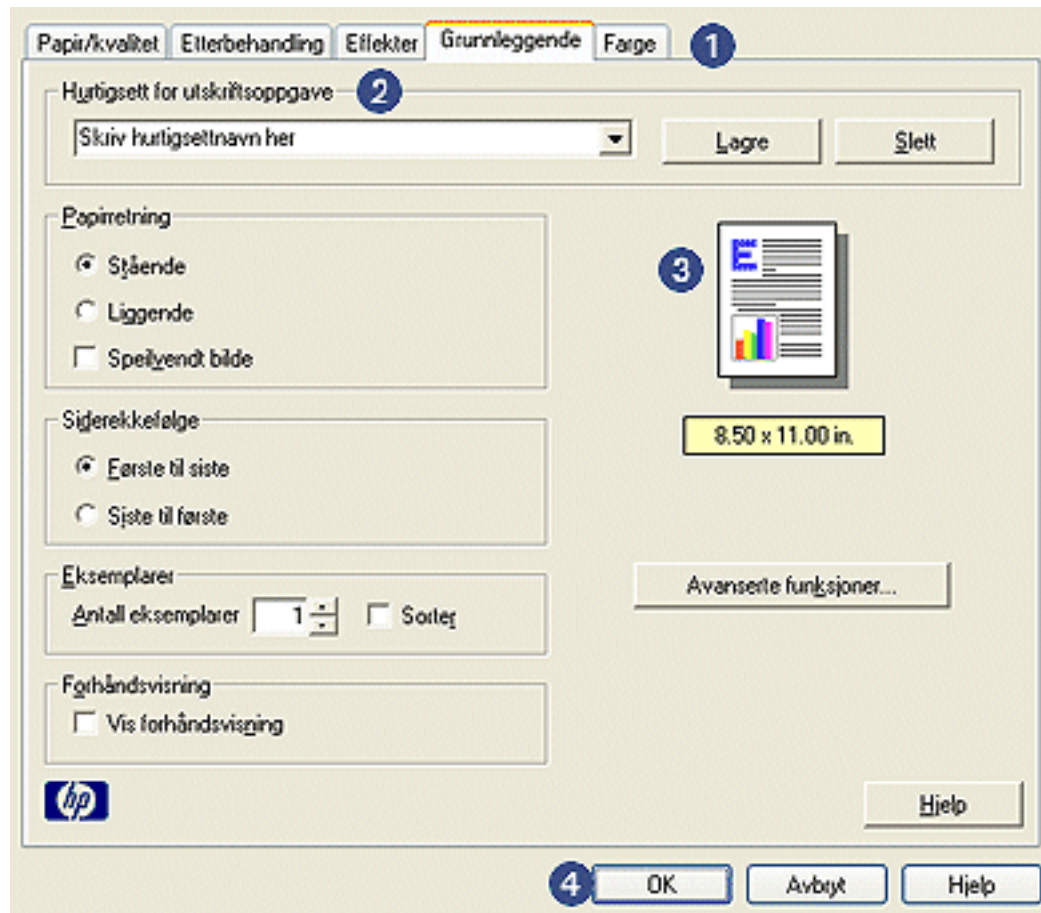 Papir/kvalitet Etterbehandling Effekter Grunnleggende Farge 1
Hurtigsett for utskriftsoppgave 2
Skriv hurtigsettnavn her Lagre Slett
Papirretning
Stående
Liggende
Speilvendt bilde
3
E
8.50 x 11.00 in.
Siderekkefølge
Første til siste
Siste til første
Eksemplarer
Antall eksemplarer 1 Sorter
Avanserte funksjoner...
Forhåndsvisning
Vis forhåndsvisning
hp
Hjelp
4 OK Avbryt Hjelp